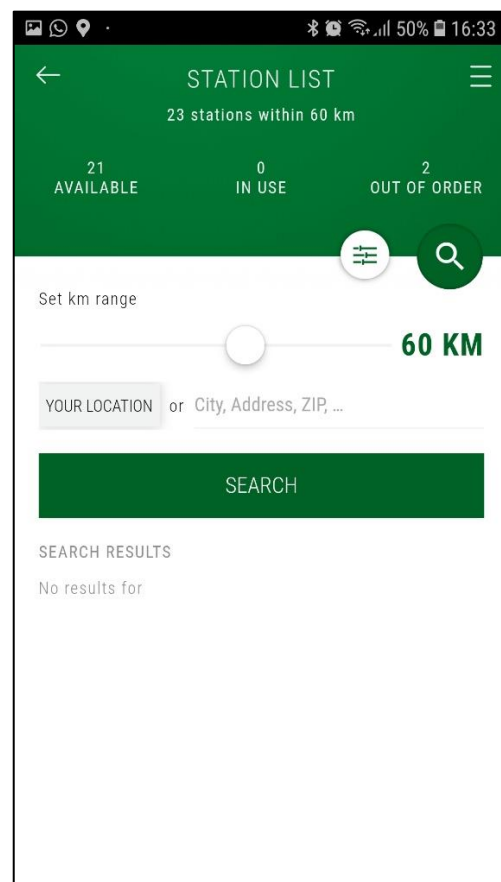 50% 16:33
STATION LIST
23 stations within 60 km
21 0 2
AVAILABLE IN USE OUT OF ORDER
Set km range
60 KM
YOUR LOCATION or City, Address, ZIP, ...
SEARCH
SEARCH RESULTS
No results for